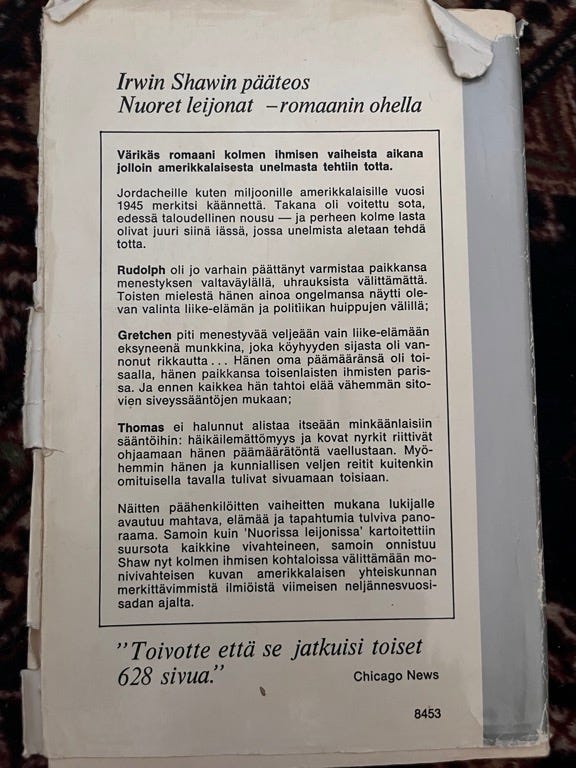 Irwin Shawin pääteos
Nuoret leijonat –romaanin ohella
Värikäs romaani kolmen ihmisen vaiheista aikana
jolloin amerikkalaisesta unelmasta tehtiin totta.
Jordacheille kuten miljoonille amerikkalaisille vuosi
1945 merkitsi käännettä. Takana oli voitettu sota,
edessä taloudellinen nousu — ja perheen kolme lasta
olivat juuri siinä iässä, jossa unelmista aletaan tehdä
totta.
Rudolph oli jo varhain päättänyt varmistaa paikkansa
menestyksen valtaväylällä, uhrauksista välittämättä.
Toisten mielestä hänen ainoa ongelmansa näytti ole-
van valinta liike-elämän ja politiikan huippujen välillä;
Gretchen piti menestyvää veljeään vain liike-elämään
eksyneenä munkkina, joka köyhyyden sijasta oli van-
nonut rikkautta... Hänen oma päämääränsä oli toi-
saalla, hänen paikkansa toisenlaisten ihmisten paris-
sa. Ja ennen kaikkea hän tahtoi elää vähemmän sito-
vien siveyssääntöjen mukaan;
Thomas ei halunnut alistaa itseään minkäänlaisiin
sääntöihin: häikäilemättömyys ja kovat nyrkit riittivät
ohjaamaan hänen päämäärätöntä vaellustaan. Myö-
hemmin hänen ja kunniallisen veljen reitit kuitenkin
omituisella tavalla tulivat sivuamaan toisiaan.
Näitten päähenkilöitten vaiheitten mukana lukijalle
avautuu mahtava, elämää ja tapahtumia tulviva pano-
raama. Samoin kuin 'Nuorissa leijonissa' kartoitettiin
suursota kaikkine vivahteineen, samoin onnistuu
Shaw nyt kolmen ihmisen kohtaloissa välittämään mo-
nivivahteisen kuvan amerikkalaisen yhteiskunnan
merkittävimmistä ilmiöistä viimeisen neljännesvuosi-
sadan ajalta.
"Toivotte että se jatkuisi toiset
628 sivua."
Chicago News
8453